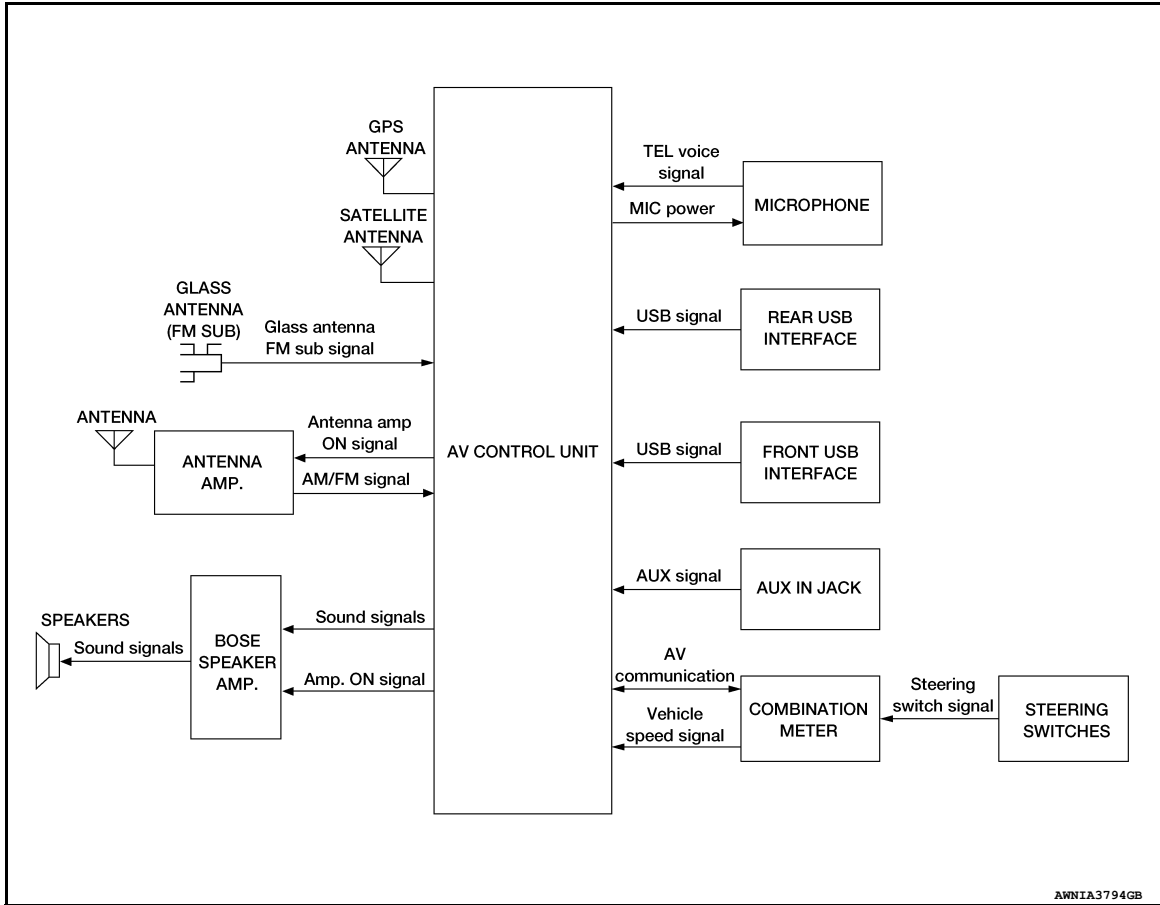 GPS
ANTENNA
SATELLITE
ANTENNA
GLASS
ANTENNA
(FM SUB)
Glass antenna
FM sub signal
ANTENNA
ANTENNA
AMP.
Antenna amp
ON signal
AM/FM signal
SPEAKERS
Sound signals
BOSE
SPEAKER
AMP.
Sound signals
Amp. ON signal
AV CONTROL UNIT
TEL voice
signal
MIC power
MICROPHONE
USB signal
REAR USB
INTERFACE
USB signal
FRONT USB
INTERFACE
AUX signal
AUX IN JACK
AV
communication
Vehicle
speed signal
COMBINATION
METER
Steering
switch signal
STEERING
SWITCHES
AWNIA3794GB